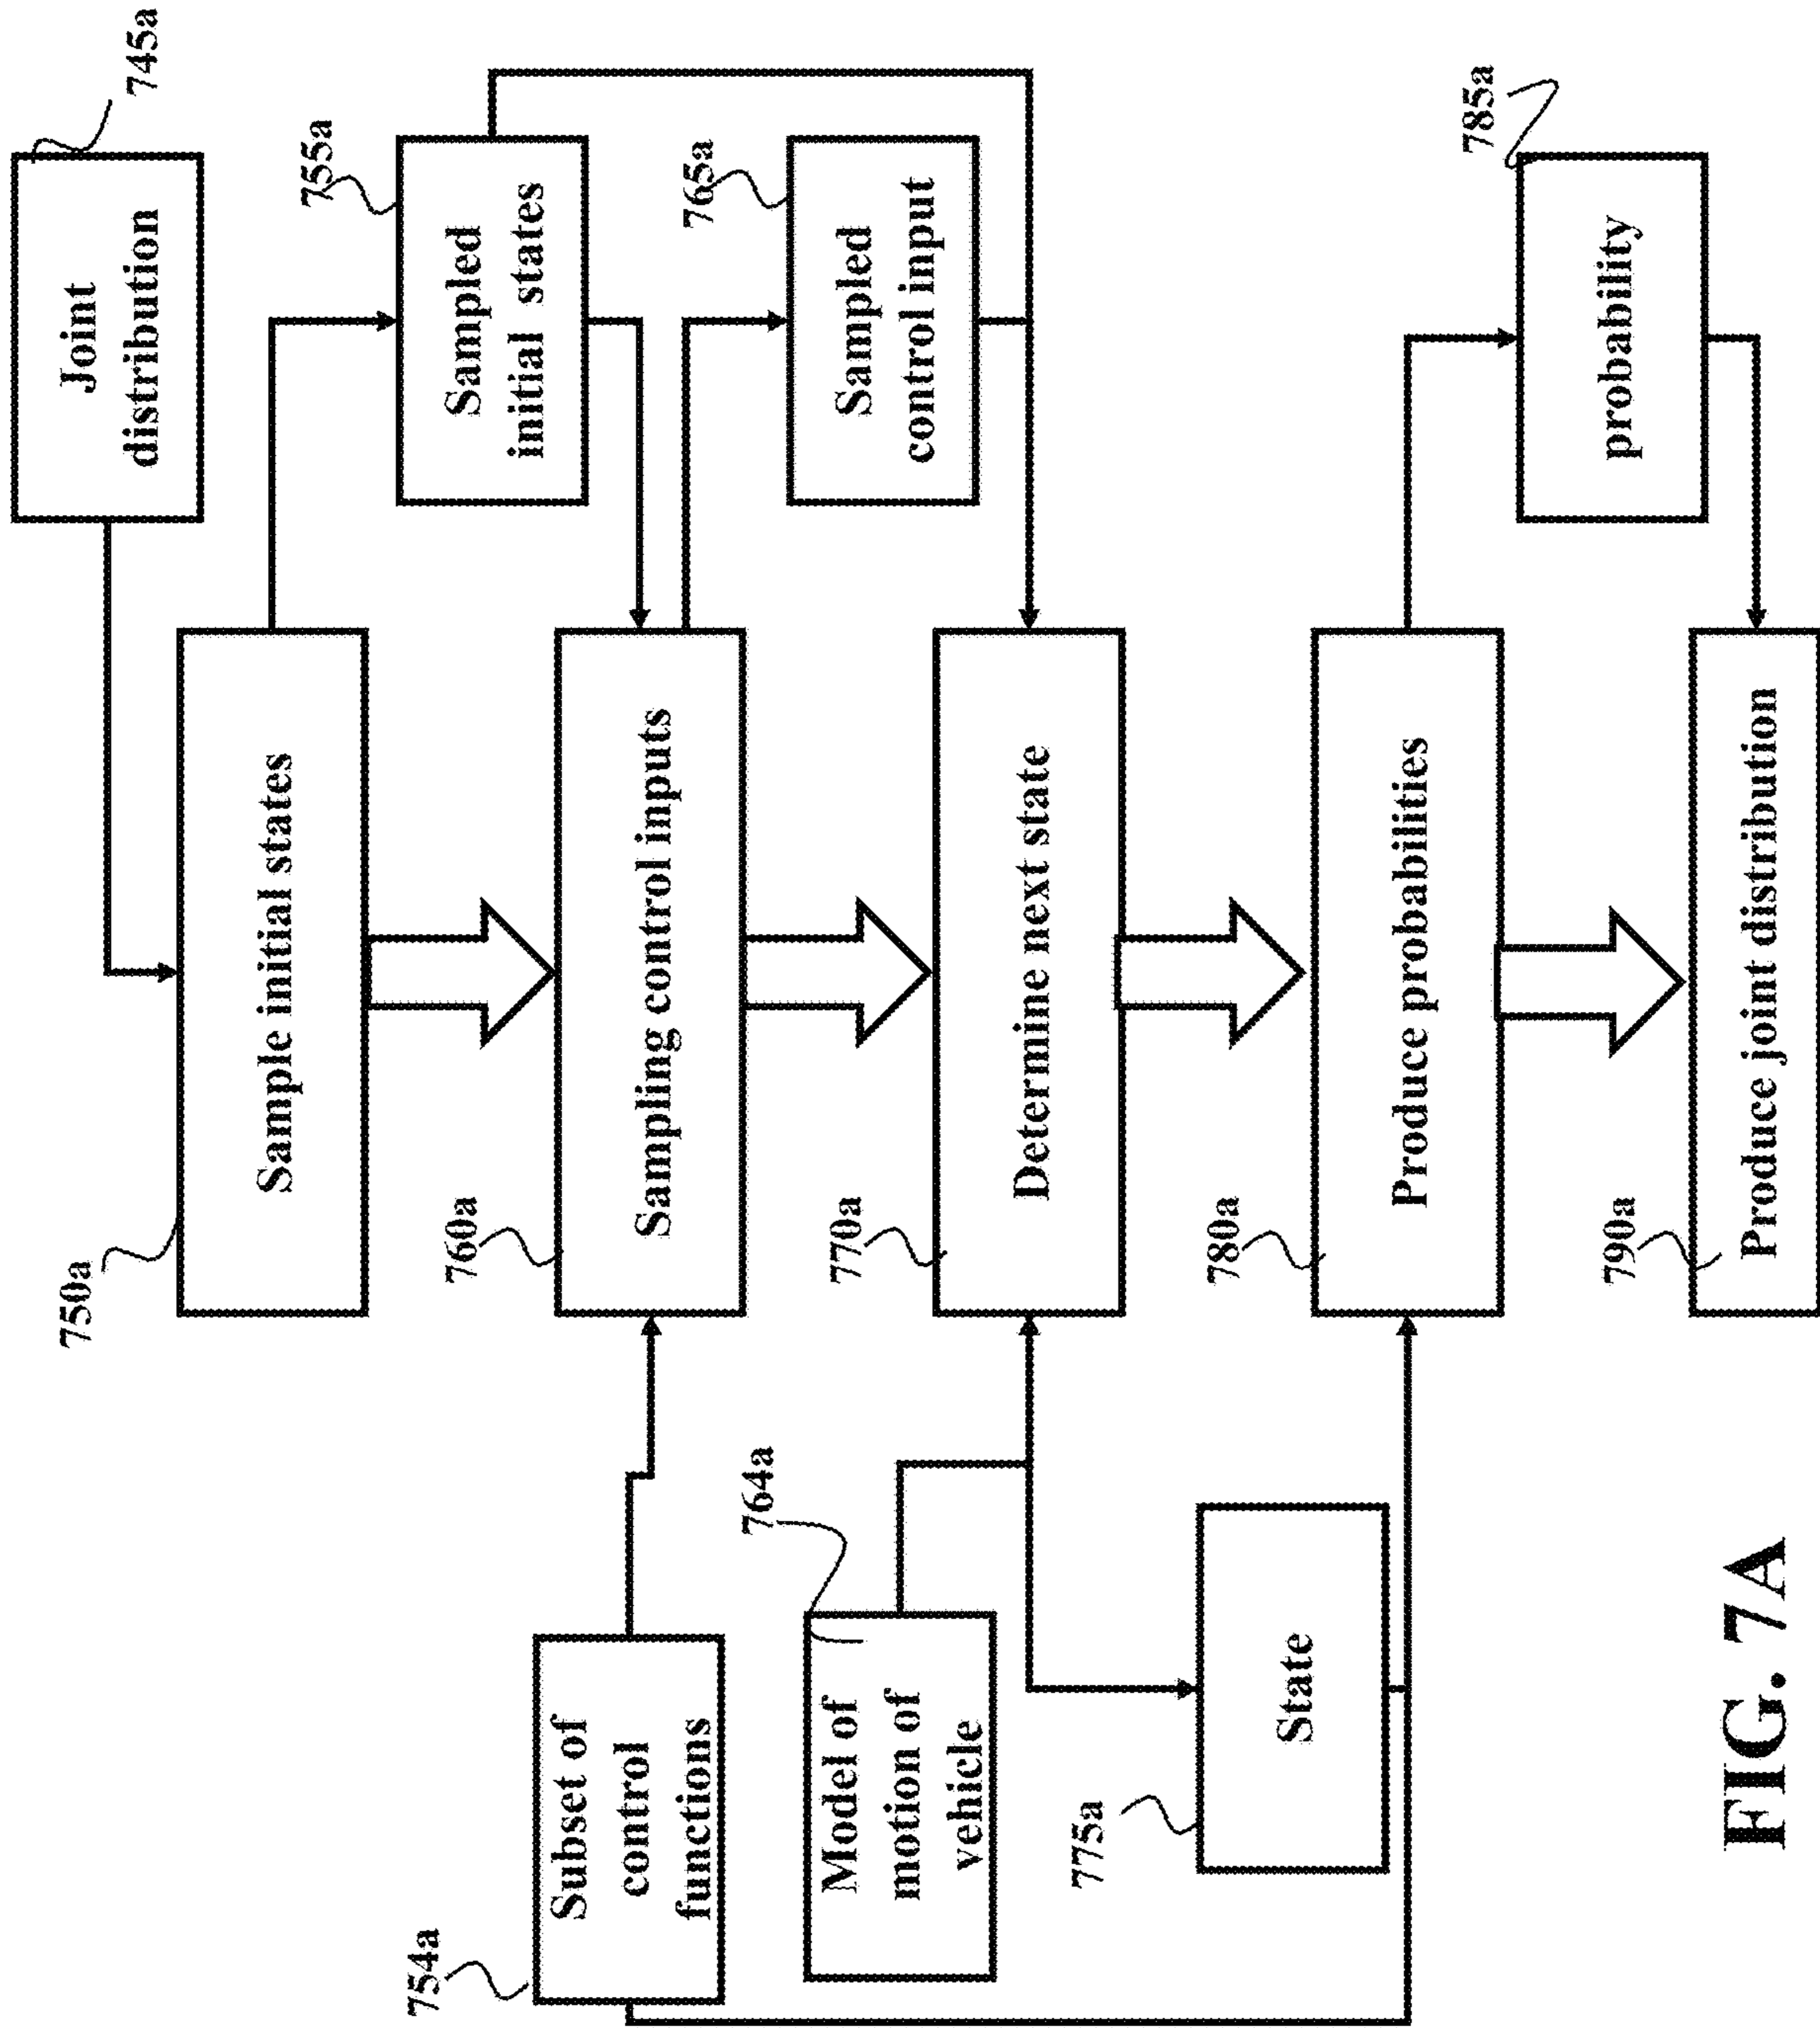 745a
Joint
distribution
750a
Sample initial states
755a
Sampled
initial states
754a
Subset of
control
functions
760a
Sampling control inputs
765a
Sampled
control input
764a
Model of
motion of
vehicle
770a
Determine next state
775a
State
780a
Produce probabilities
785a
probability
790a
Produce joint distribution
FIG. 7A